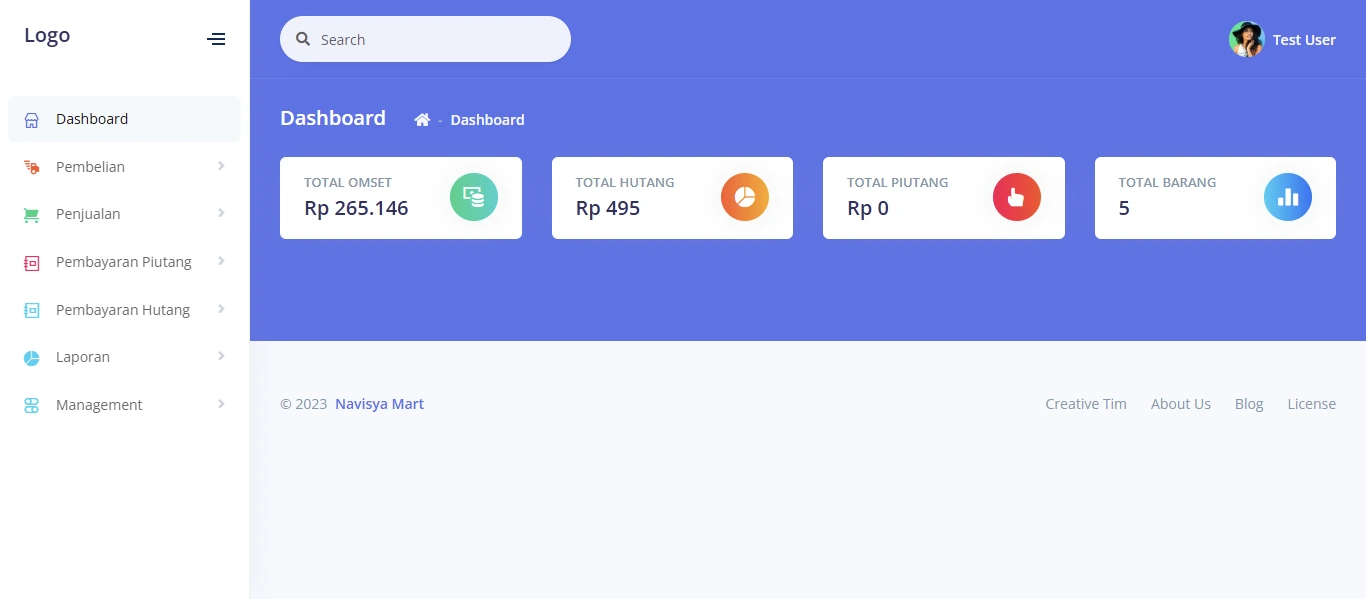 Logo
Dashboard
Pembelian
Penjualan
Pembayaran Piutang
Pembayaran Hutang
Laporan
Management
Search
Test User
Dashboard - Dashboard
TOTAL OMSET
Rp 265.146
TOTAL HUTANG
Rp 495
TOTAL PIUTANG
Rp 0
TOTAL BARANG
5
© 2023 Navisya Mart
Creative Tim About Us Blog License